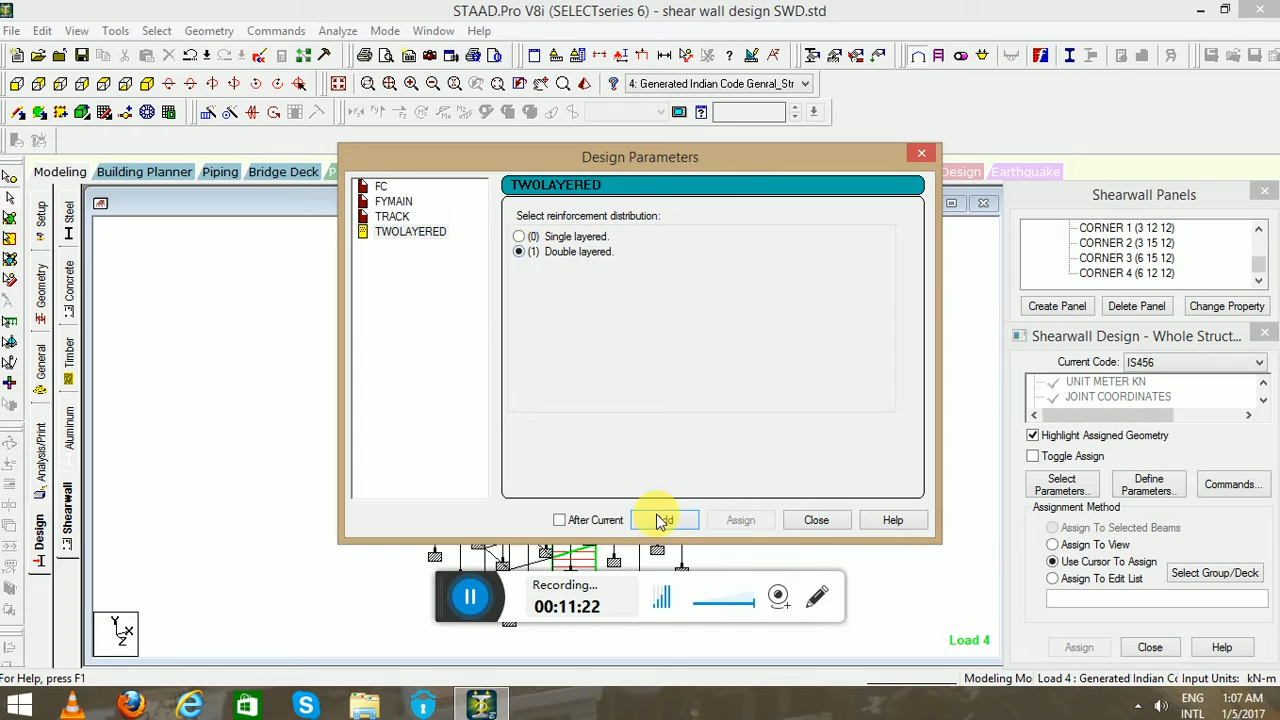 STAAD.Pro V8i (SELECTseries 6) - shear wall design SWD.std
File Edit View Tools Select Geometry Commands Analyze Mode Window Help
4: Generated Indian Code Genral_Str
Modeling Building Planner Piping Bridge Deck Design Earthquake
Design Parameters
FC
FYMAIN
TRACK
TWOLAYERED
TWOLAYERED
Select reinforcement distribution:
(0) Single layered.
(1) Double layered.
After Current Assign Close Help
Setup
Geometry
General
Analysis/Print
Design
Steel
Concrete
Timber
Aluminum
Shearwall
Shearwall Panels
CORNER 1 (3 12 12)
CORNER 2 (3 15 12)
CORNER 3 (6 15 12)
CORNER 4 (6 12 12)
Create Panel Delete Panel Change Property
Shearwall Design - Whole Struct...
Current Code: IS456
UNIT METER KN
JOINT COORDINATES
Highlight Assigned Geometry
Toggle Assign
Select Parameters... Define Parameters... Commands...
Assignment Method
Assign To Selected Beams
Assign To View
Use Cursor To Assign
Assign To Edit List
Select Group/Deck
Assign Close Help
Recording...
00:11:22
Y
X
Z
Load 4
For Help, press F1
Modeling Mo Load 4 : Generated Indian Co Input Units: kN-m
ENG
INTL
1:07 AM
1/5/2017